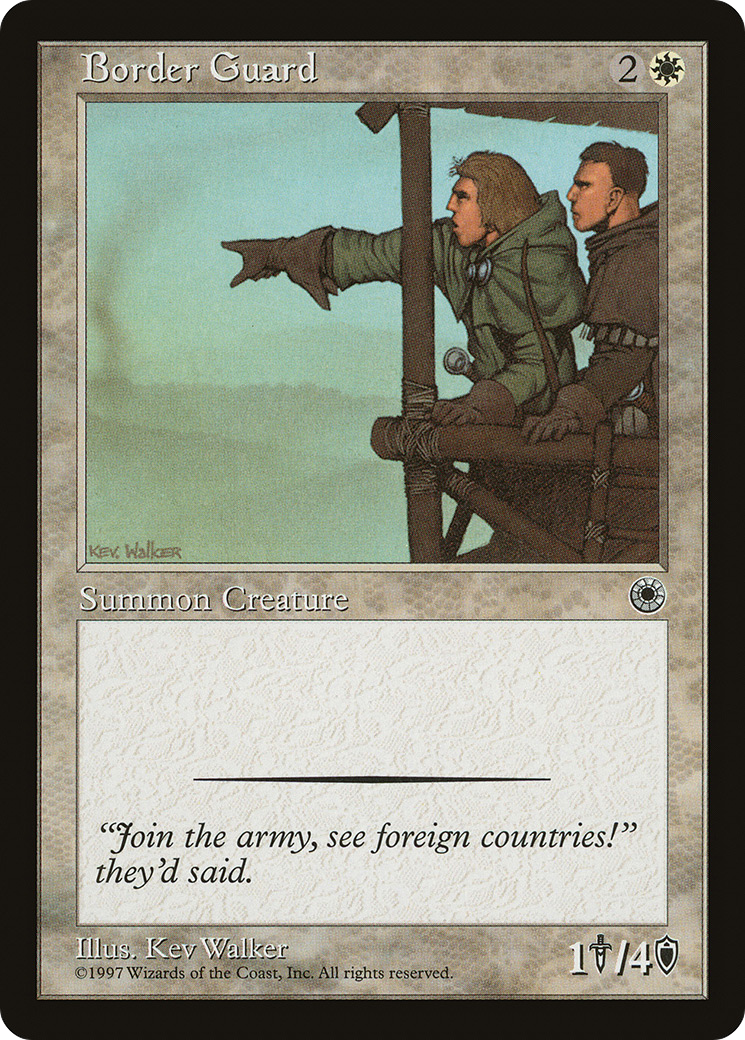 Border Guard
2
Kev. Walker
Summon Creature
“Join the army, see foreign countries!”
they’d said.
Illus. Kev Walker
©1997 Wizards of the Coast, Inc. All rights reserved.
1/4